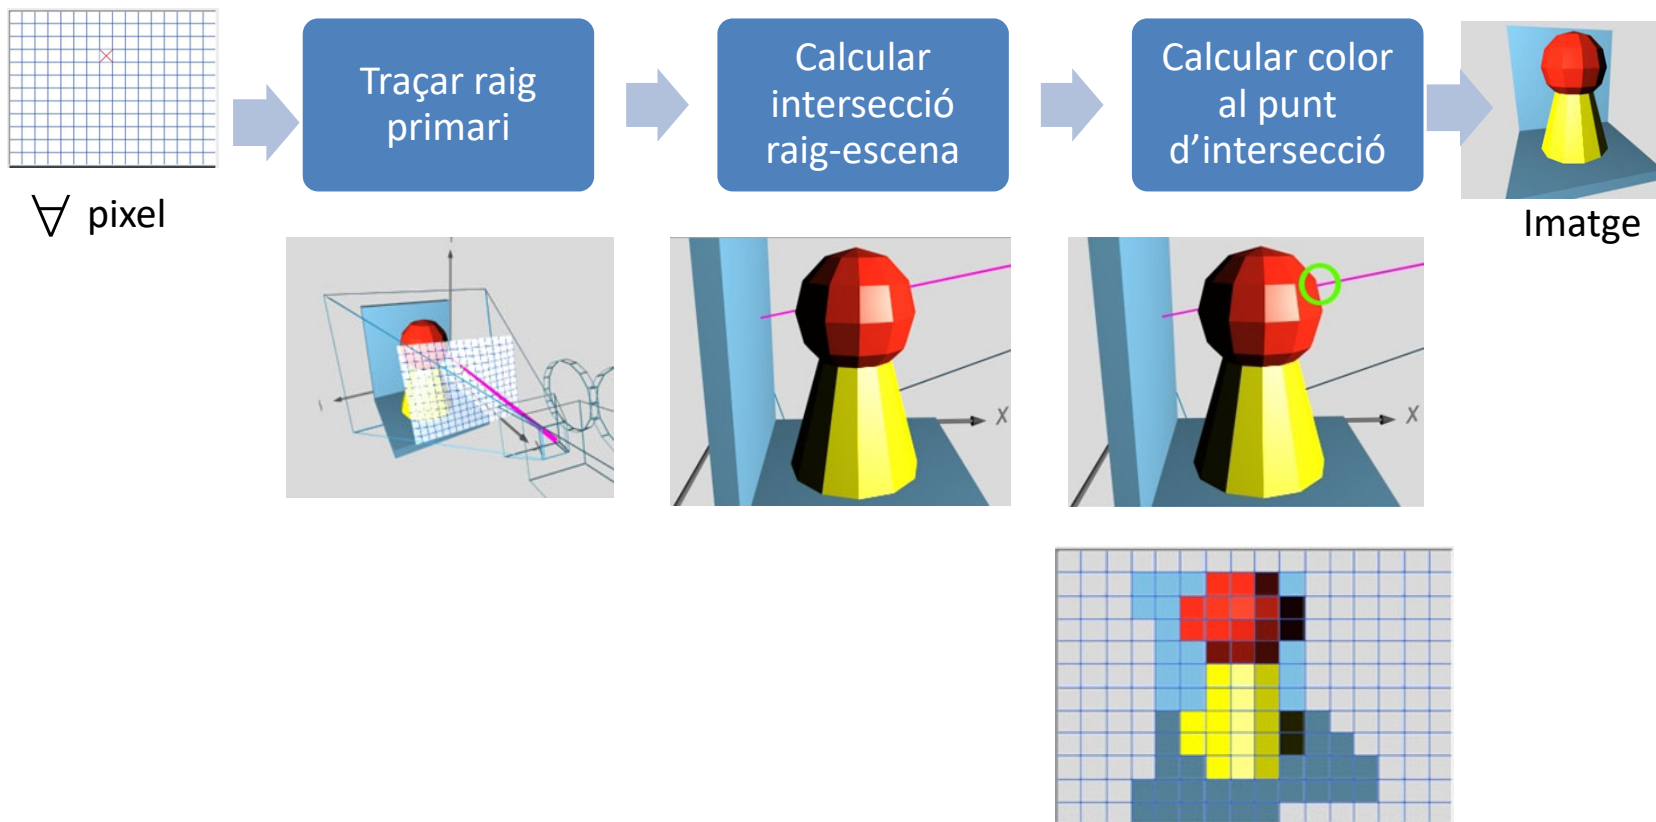 ∀ pixel
Traçar raig
primari
Calcular
intersecció
raig-escena
Calcular color
al punt
d’intersecció
Imatge
X
X